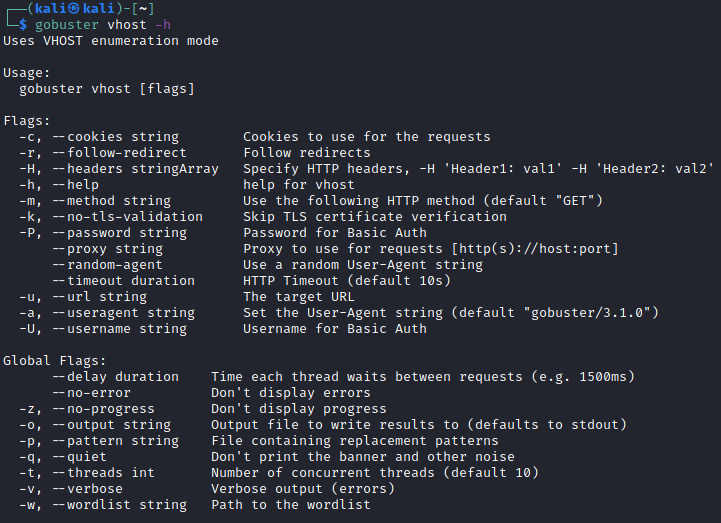 ┌──(kali㉿kali)-[~]
└─$ gobuster vhost -h
Uses VHOST enumeration mode

Usage:
  gobuster vhost [flags]

Flags:
  -c, --cookies string        Cookies to use for the requests
  -r, --follow-redirect       Follow redirects
  -H, --headers stringArray   Specify HTTP headers, -H 'Header1: val1' -H 'Header2: val2'
  -h, --help                  help for vhost
  -m, --method string         Use the following HTTP method (default "GET")
  -k, --no-tls-validation     Skip TLS certificate verification
  -P, --password string       Password for Basic Auth
      --proxy string          Proxy to use for requests [http(s)://host:port]
      --random-agent          Use a random User-Agent string
      --timeout duration      HTTP Timeout (default 10s)
  -u, --url string            The target URL
  -a, --useragent string      Set the User-Agent string (default "gobuster/3.1.0")
  -U, --username string       Username for Basic Auth

Global Flags:
      --delay duration    Time each thread waits between requests (e.g. 1500ms)
      --no-error          Don't display errors
  -z, --no-progress       Don't display progress
  -o, --output string     Output file to write results to (defaults to stdout)
  -p, --pattern string    File containing replacement patterns
  -q, --quiet             Don't print the banner and other noise
  -t, --threads int       Number of concurrent threads (default 10)
  -v, --verbose           Verbose output (errors)
  -w, --wordlist string   Path to the wordlist